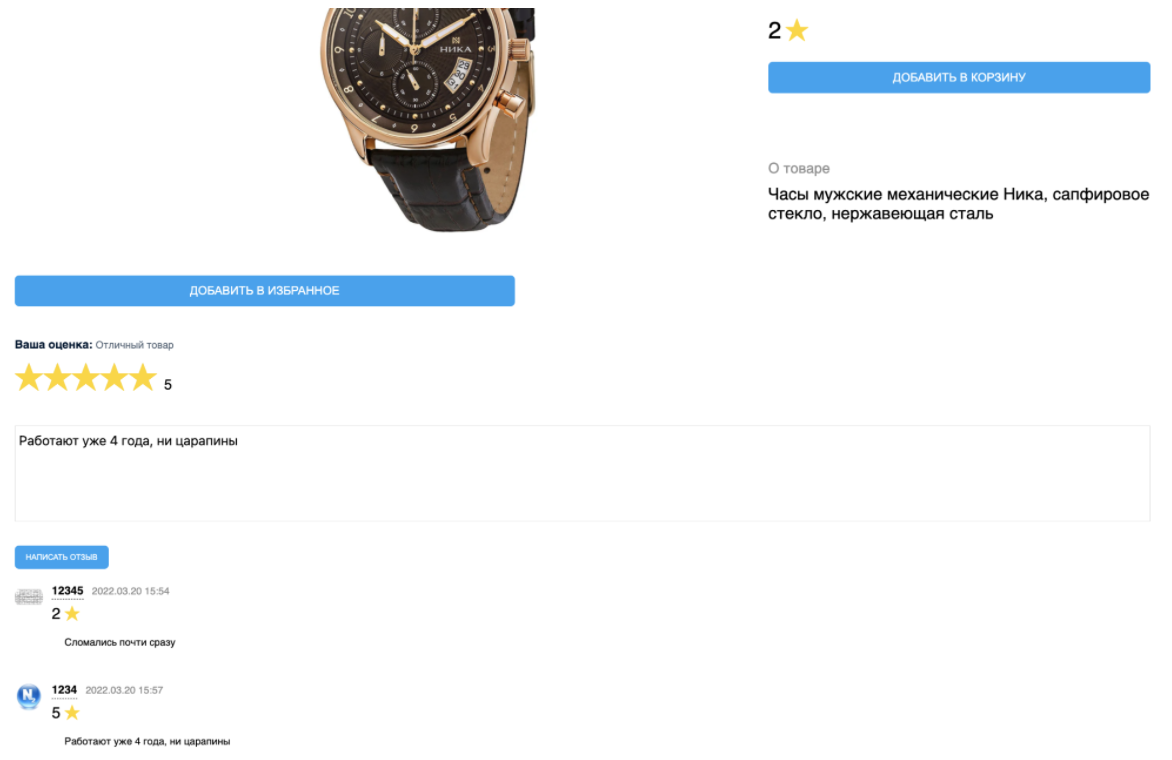 НИКА
2
ДОБАВИТЬ В КОРЗИНУ
О товаре
Часы мужские механические Ника, сапфировое
стекло, нержавеющая сталь
ДОБАВИТЬ В ИЗБРАННОЕ
Ваша оценка: Отличный товар
5
Работают уже 4 года, ни царапины
НАПИСАТЬ ОТЗЫВ
12345 2022.03.20 15:54
2
Сломались почти сразу
1234 2022.03.20 15:57
5
Работают уже 4 года, ни царапины